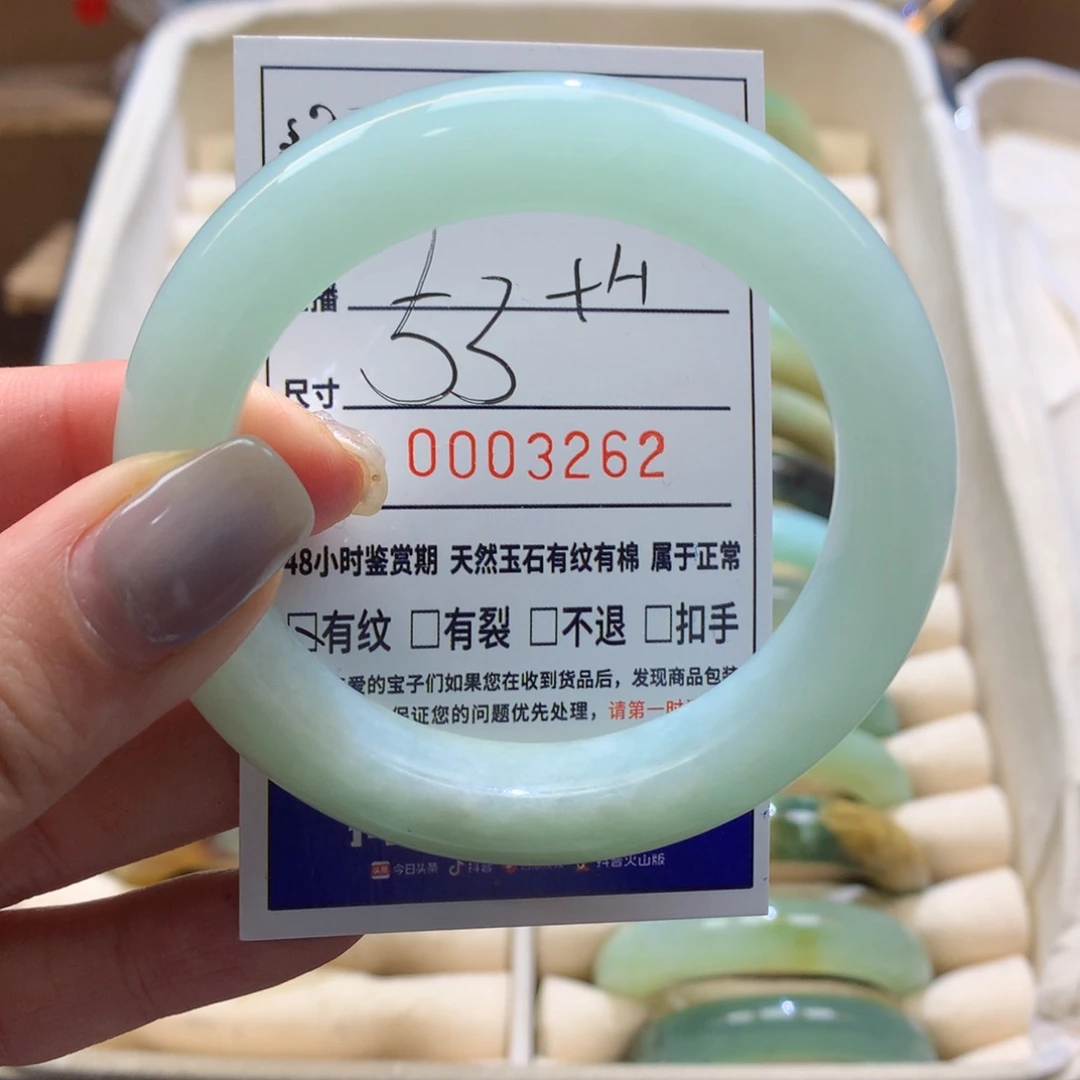 播 53 +H
尺寸
0003262
48小时鉴赏期 天然玉石有纹有棉 属于正常
☑有纹 □有裂 □不退 □扣手
爱的宝子们如果您在收到货品后，发现商品包装
保证您的问题优先处理，请第一时
今日头条 抖音 抖音火山版